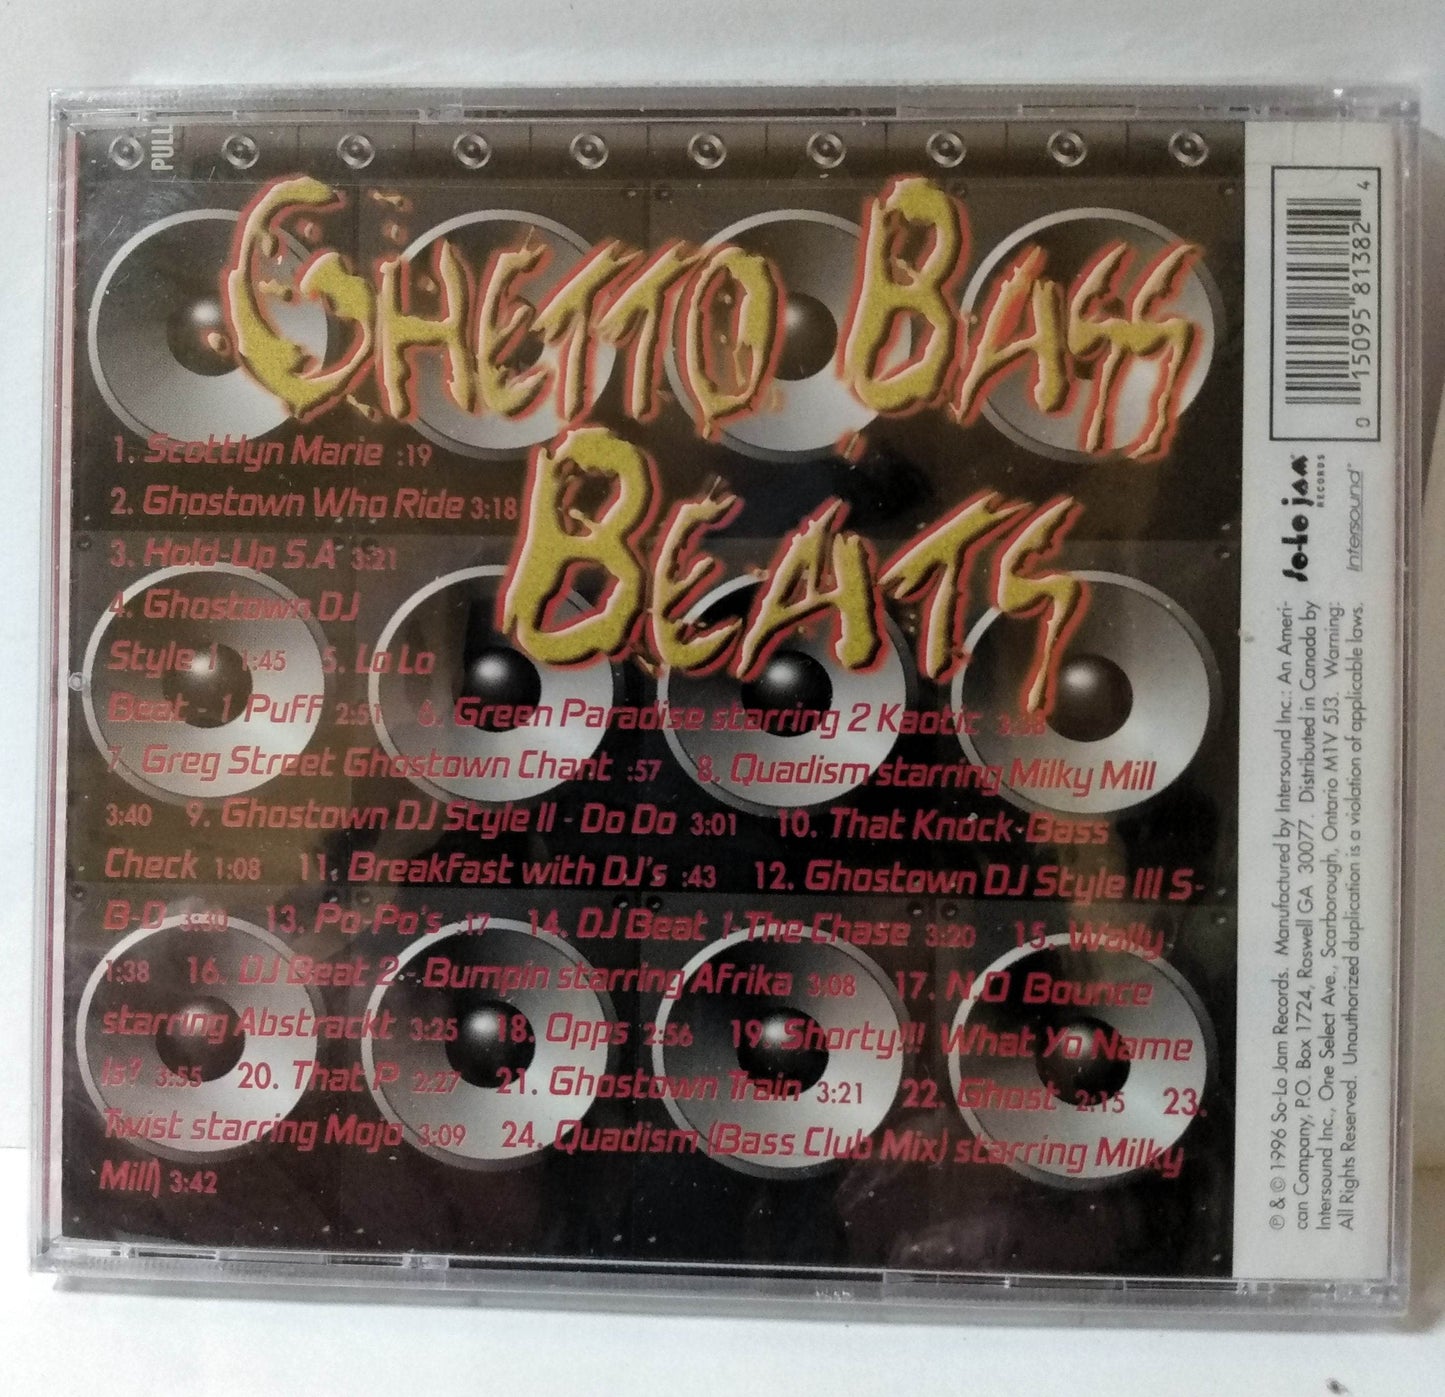 PULL
GHETTO BASS
BEATS
1. Scottlyn Marie :19
2. Ghostown Who Ride 3:18
3. Hold-Up S.A 3:21
4. Ghostown DJ
Style I 1:45 5. Lo Lo
Beat - 1 Puff 2:51 6. Green Paradise starring 2 Kaotic 3:38
7. Greg Street Ghostown Chant :57 8. Quadism starring Milky Mill
3:40 9. Ghostown DJ Style II - Do Do 3:01 10. That Knock-Bass
Check 1:08 11. Breakfast with DJ's :43 12. Ghostown DJ Style III S-
B-D 3:30 13. Po-Po's :17 14. DJ Beat 1-The Chase 3:20 15. Wally
1:38 16. DJ Beat 2 - Bumpin starring Afrika 3:08 17. N.O Bounce
starring Abstrackt 3:25 18. Opps 2:56 19. Shorty!!! What Yo Name
Is? 3:55 20. That P 2:27 21. Ghostown Train 3:21 22. Ghost 2:15 23.
Twist starring Mojo 3:09 24. Quadism (Bass Club Mix) starring Milky
Mill) 3:42
0 15095 81382 4
So-Lo Jam
RECORDS
Intersound
℗ & © 1996 So-Lo Jam Records. Manufactured by Intersound Inc.: An Ameri-
can Company, P.O. Box 1724, Roswell GA 30077. Distributed in Canada by
Intersound Inc., One Select Ave., Scarborough, Ontario M1V 5J3. Warning:
All Rights Reserved. Unauthorized duplication is a violation of applicable laws.